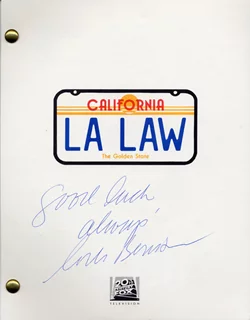 CALIFORNIA
LA LAW
The Golden State
Good luck
always
20th
CENTURY
FOX
TELEVISION